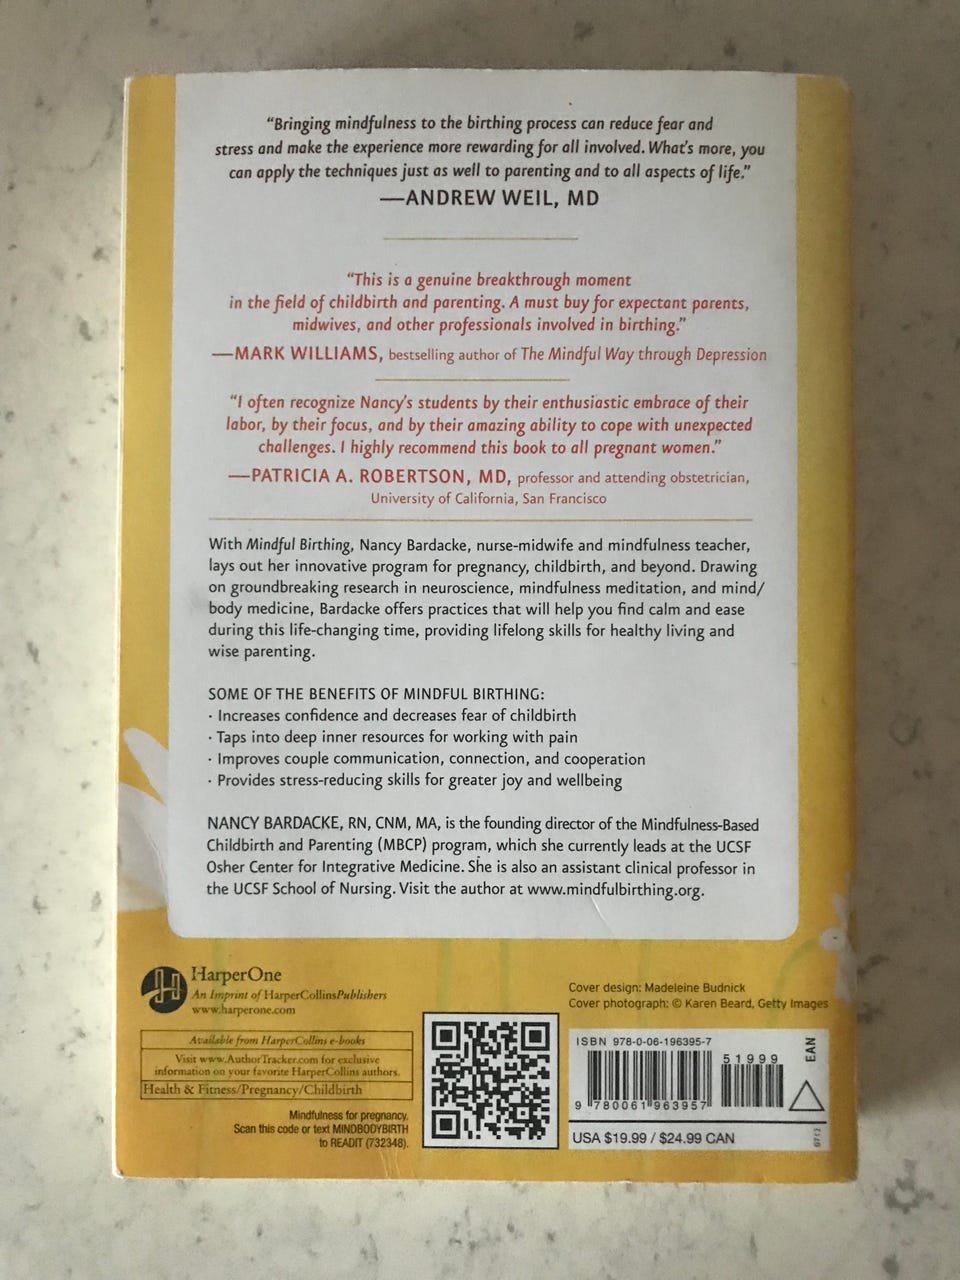 “Bringing mindfulness to the birthing process can reduce fear and
stress and make the experience more rewarding for all involved. What’s more, you
can apply the techniques just as well to parenting and to all aspects of life.”
—ANDREW WEIL, MD
“This is a genuine breakthrough moment
in the field of childbirth and parenting. A must buy for expectant parents,
midwives, and other professionals involved in birthing.”
—MARK WILLIAMS, bestselling author of The Mindful Way through Depression
“I often recognize Nancy’s students by their enthusiastic embrace of their
labor, by their focus, and by their amazing ability to cope with unexpected
challenges. I highly recommend this book to all pregnant women.”
—PATRICIA A. ROBERTSON, MD, professor and attending obstetrician,
University of California, San Francisco
With Mindful Birthing, Nancy Bardacke, nurse-midwife and mindfulness teacher,
lays out her innovative program for pregnancy, childbirth, and beyond. Drawing
on groundbreaking research in neuroscience, mindfulness meditation, and mind/
body medicine, Bardacke offers practices that will help you find calm and ease
during this life-changing time, providing lifelong skills for healthy living and
wise parenting.
SOME OF THE BENEFITS OF MINDFUL BIRTHING:
· Increases confidence and decreases fear of childbirth
· Taps into deep inner resources for working with pain
· Improves couple communication, connection, and cooperation
· Provides stress-reducing skills for greater joy and wellbeing
NANCY BARDACKE, RN, CNM, MA, is the founding director of the Mindfulness-Based
Childbirth and Parenting (MBCP) program, which she currently leads at the UCSF
Osher Center for Integrative Medicine. She is also an assistant clinical professor in
the UCSF School of Nursing. Visit the author at www.mindfulbirthing.org.
HarperOne
An Imprint of HarperCollinsPublishers
www.harperone.com
Available from HarperCollins e-books
Visit www.AuthorTracker.com for exclusive
information on your favorite HarperCollins authors.
Health & Fitness/Pregnancy/Childbirth
Mindfulness for pregnancy.
Scan this code or text MINDBODYBIRTH
to READIT (732348).
Cover design: Madeleine Budnick
Cover photograph: © Karen Beard, Getty Images
ISBN 978-0-06-196395-7
51999
EAN
9 780061 963957
USA $19.99 / $24.99 CAN
0712